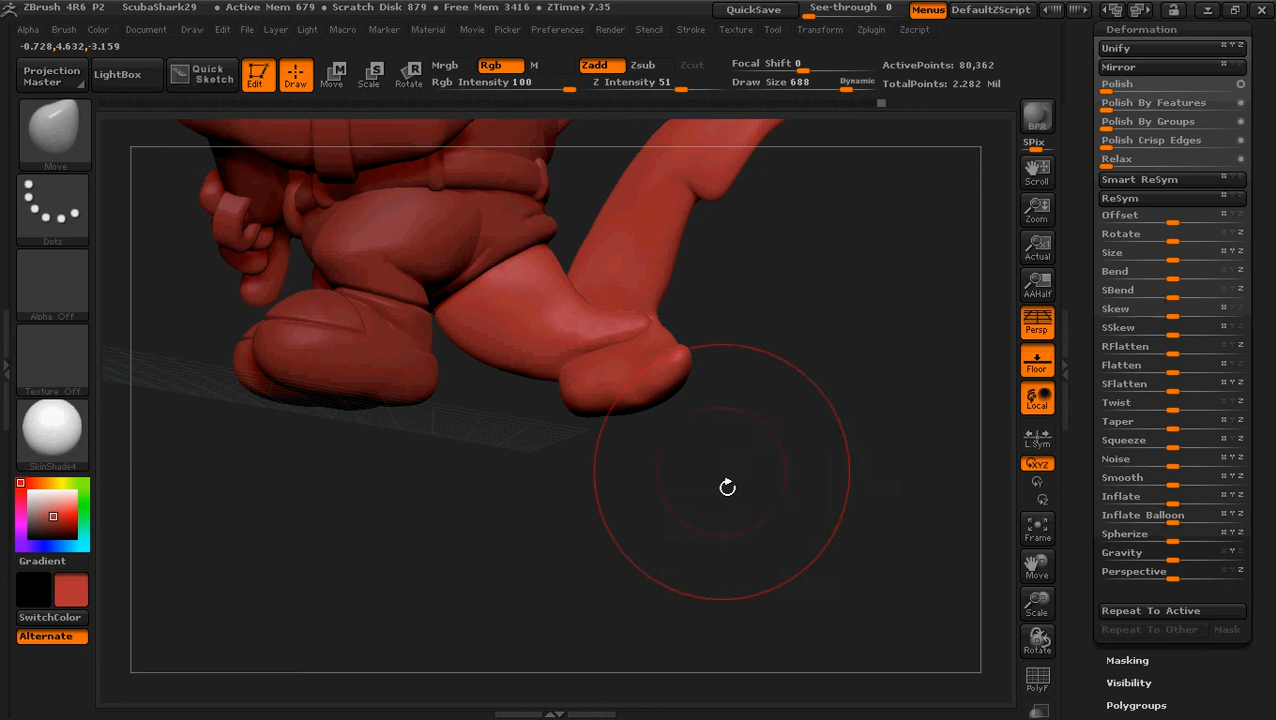 ZBrush 4R6 P2 ScubaShark29 • Active Mem 679 • Scratch Disk 879 • Free Mem 3416 • ZTime▸7.35 QuickSave See-through 0 Menus DefaultZScript
Alpha Brush Color Document Draw Edit File Layer Light Macro Marker Material Movie Picker Preferences Render Stencil Stroke Texture Tool Transform Zplugin Zscript
-0.728,4.632,-3.159
Projection Master
LightBox
Quick Sketch
Edit
Draw
Move
Scale
Rotate
Mrgb Rgb M
Rgb Intensity 100
Zadd Zsub Zcut
Z Intensity 51
Focal Shift 0
Draw Size 688
Dynamic
ActivePoints: 80,362
TotalPoints: 2.282 Mil
Move
Dots
Alpha Off
Texture Off
SkinShade4
Gradient
SwitchColor
Alternate
BPR
SPix
Scroll
Zoom
Actual
AAHalf
Persp
Floor
Local
L.Sym
XYZ
Y
Z
Frame
Move
Scale
Rotate
PolyF
Deformation
Unify
Mirror
Polish
Polish By Features
Polish By Groups
Polish Crisp Edges
Relax
Smart ReSym
ReSym
Offset
Rotate
Size
Bend
SBend
Skew
SSkew
RFlatten
Flatten
SFlatten
Twist
Taper
Squeeze
Noise
Smooth
Inflate
Inflate Balloon
Spherize
Gravity
Perspective
Repeat To Active
Repeat To Other Mask
Masking
Visibility
Polygroups